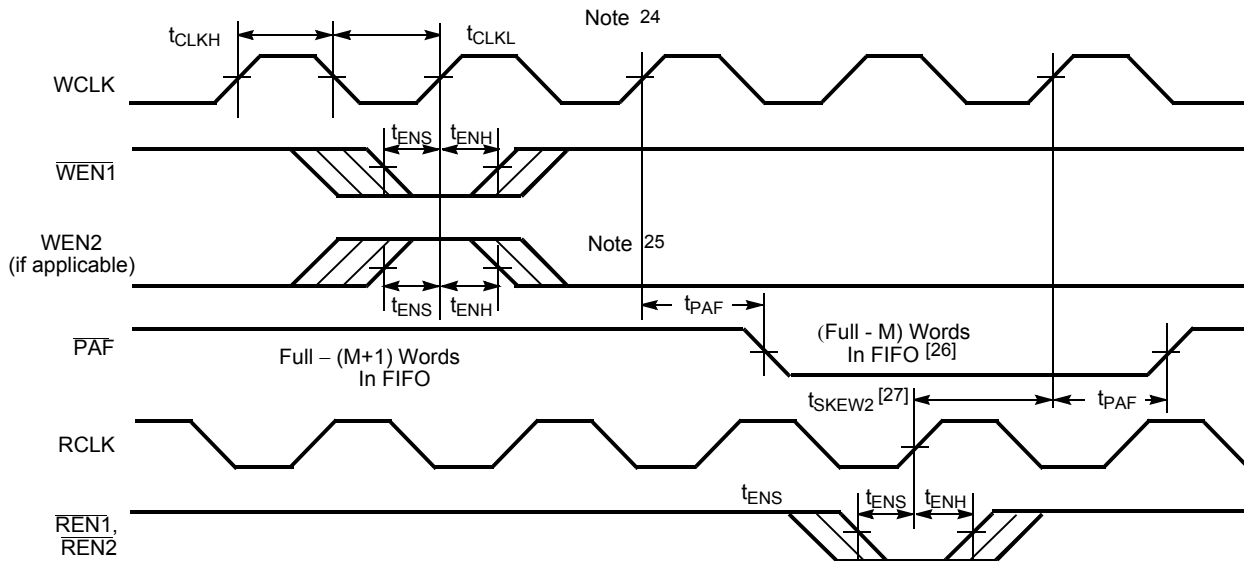 Note 24
tCLKH
tCLKL
WCLK
tENS
tENH
WEN1
WEN2
(if applicable)
Note 25
tENS
tENH
tPAF
PAF
Full – (M+1) Words
In FIFO
(Full - M) Words
In FIFO [26]
tSKEW2 [27]
tPAF
RCLK
tENS
tENS
tENH
REN1,
REN2